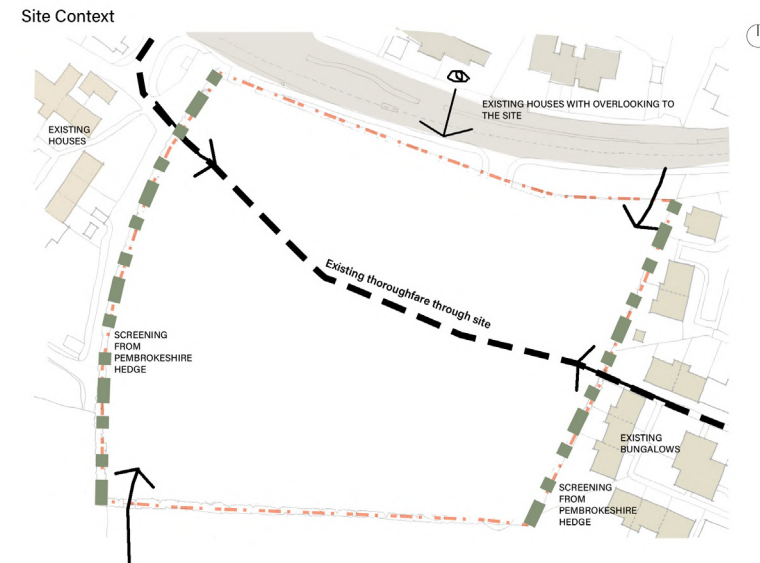 Site Context
EXISTING HOUSES WITH OVERLOOKING TO
THE SITE
EXISTING
HOUSES
Existing thoroughfare through site
SCREENING
FROM
PEMBROKESHIRE
HEDGE
EXISTING
BUNGALOWS
SCREENING
FROM
PEMBROKESHIRE
HEDGE